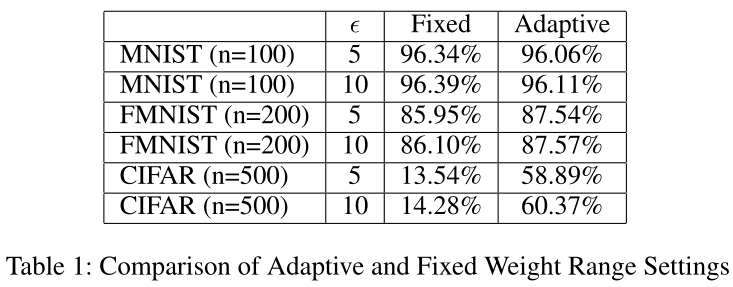 ϵ Fixed Adaptive
MNIST (n=100) 5 96.34% 96.06%
MNIST (n=100) 10 96.39% 96.11%
FMNIST (n=200) 5 85.95% 87.54%
FMNIST (n=200) 10 86.10% 87.57%
CIFAR (n=500) 5 13.54% 58.89%
CIFAR (n=500) 10 14.28% 60.37%
Table 1: Comparison of Adaptive and Fixed Weight Range Settings